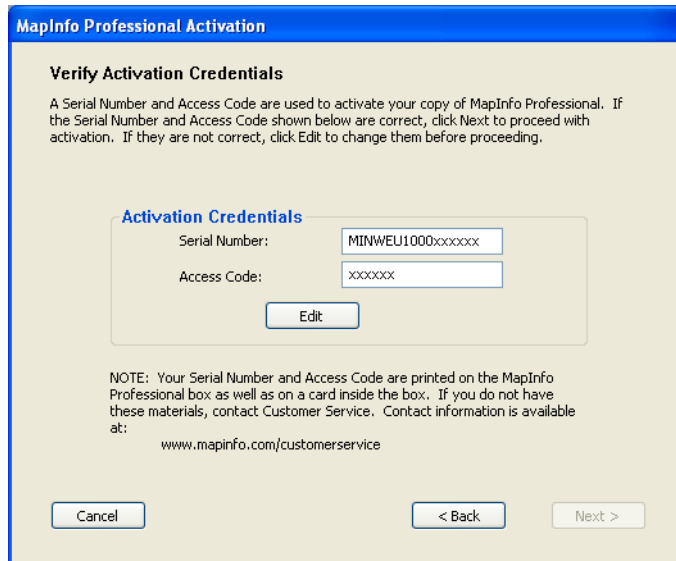 MapInfo Professional Activation
Verify Activation Credentials
A Serial Number and Access Code are used to activate your copy of MapInfo Professional. If
the Serial Number and Access Code shown below are correct, click Next to proceed with
activation. If they are not correct, click Edit to change them before proceeding.
Activation Credentials
Serial Number: MINWEU1000xxxxxx
Access Code: xxxxxx
Edit
NOTE: Your Serial Number and Access Code are printed on the MapInfo
Professional box as well as on a card inside the box. If you do not have
these materials, contact Customer Service. Contact information is available
at:
www.mapinfo.com/customerservice
Cancel < Back Next >